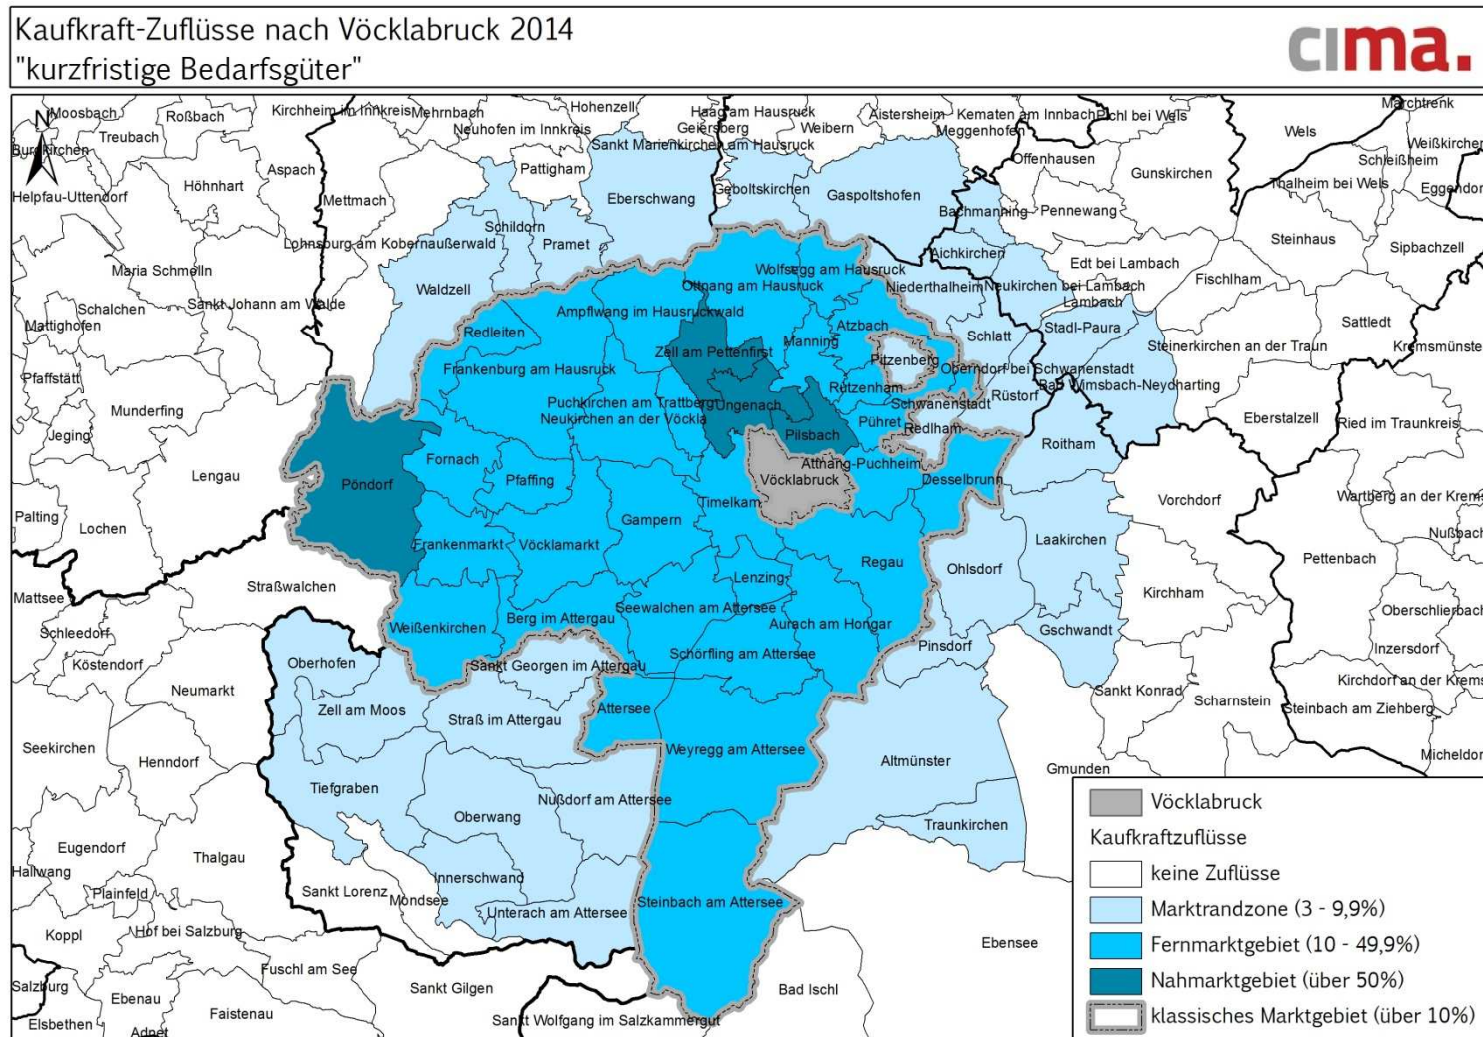 Kaufkraft-Zuflüsse nach Vöcklabruck 2014
"kurzfristige Bedarfsgüter"
cima.
N
Moosbach
Roßbach
Kirchheim im Innkreis
Mehrnbach
Hohenzell
Haag am Hausruck
Aistersheim
Kematen am Innbach
Pichl bei Wels
Marchtrenk
Treubach
Neuhofen im Innkreis
Geiersberg
Weibern
Meggenhofen
Wels
Weißkirchen
Burgkirchen
Aspach
Pattigham
Sankt Marienkirchen am Hausruck
Offenhausen
Gunskirchen
Schleißheim
Helpfau-Uttendorf
Höhnhart
Mettmach
Eberschwang
Geboltskirchen
Gaspoltshofen
Thalheim bei Wels
Eggendor
Schildorn
Bachmanning
Pennewang
Lohnsburg am Kobernaußerwald
Pramet
Aichkirchen
Steinhaus
Sipbachzell
Maria Schmolln
Waldzell
Wolfsegg am Hausruck
Edt bei Lambach
Fischlham
Sankt Johann am Walde
Ottnang am Hausruck
Niederthalheim
Neukirchen bei Lambach
Lambach
Schalchen
Ampflwang im Hausruckwald
Atzbach
Sattledt
Mattighofen
Redleiten
Manning
Schlatt
Stadl-Paura
Steinerkirchen an der Traun
Kremsmünste
Zell am Pettenfirst
Pitzenberg
Pfaffstätt
Frankenburg am Hausruck
Oberndorf bei Schwanenstadt
Bad Wimsbach-Neydharting
Munderfing
Puchkirchen am Trattberg
Ungenach
Rutzenham
Schwanenstadt
Rüstorf
Neukirchen an der Vöckla
Pühret
Redlham
Eberstalzell
Ried im Traunkreis
Jeging
Pilsbach
Roitham
Lengau
Fornach
Attnang-Puchheim
Pöndorf
Pfaffing
Vöcklabruck
Desselbrunn
Vorchdorf
Wartberg an der Krems
Palting
Lochen
Timelkam
Gampern
Laakirchen
Nußbach
Frankenmarkt
Vöcklamarkt
Regau
Ohlsdorf
Pettenbach
Straßwalchen
Lenzing
Kirchham
Mattsee
Seewalchen am Attersee
Oberschlierbach
Schleedorf
Weißenkirchen
Berg im Attergau
Aurach am Hongar
Gschwandt
Köstendorf
Oberhofen
Sankt Georgen im Attergau
Schörfling am Attersee
Pinsdorf
Inzersdorf
Neumarkt
Sankt Konrad
Kirchdorf an der Krems
Zell am Moos
Straß im Attergau
Attersee
Scharnstein
Steinbach am Ziehberg
Seekirchen
Weyregg am Attersee
Micheldor
Henndorf
Altmünster
Gmunden
Tiefgraben
Nußdorf am Attersee
Oberwang
Traunkirchen
Eugendorf
Thalgau
Hallwang
Innerschwand
Plainfeld
Sankt Lorenz
Mondsee
Unterach am Attersee
Steinbach am Attersee
Koppl
Hof bei Salzburg
Ebensee
Fuschl am See
Salzburg
Ebenau
Sankt Gilgen
Bad Ischl
Faistenau
Elsbethen
Adnet
Sankt Wolfgang im Salzkammergut
Vöcklabruck
Kaufkraftzuflüsse
keine Zuflüsse
Marktrandzone (3 - 9,9%)
Fernmarktgebiet (10 - 49,9%)
Nahmarktgebiet (über 50%)
klassisches Marktgebiet (über 10%)